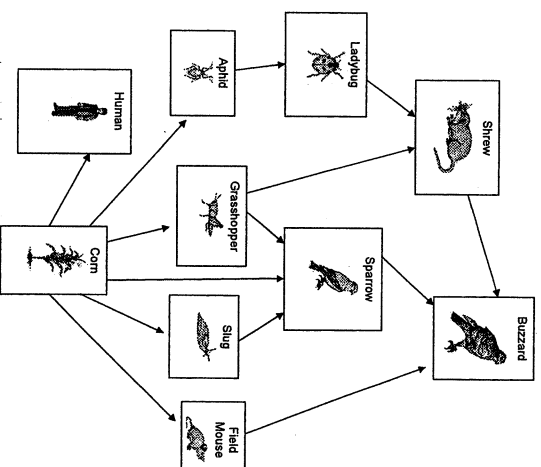 Buzzard
Shrew
Ladybug
Sparrow
Aphid
Grasshopper
Slug
Field
Mouse
Human
Corn